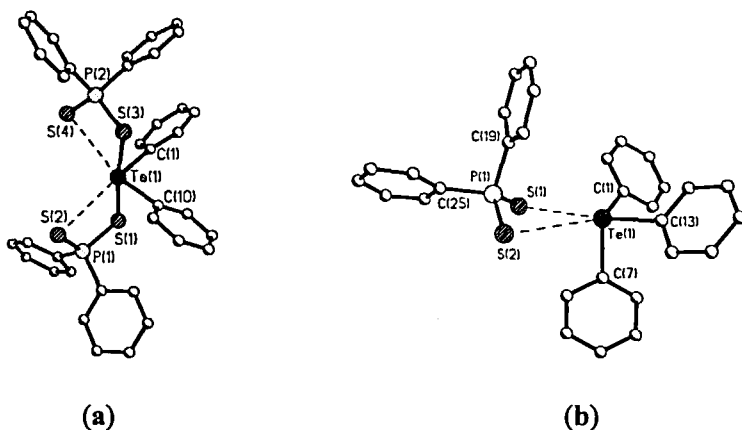 P(2)
S(3)
S(4)
C(1)
Te(1)
C(10)
S(2)
S(1)
P(1)
(a)
C(19)
P(1)
S(1)
C(25)
S(2)
C(1)
C(13)
Te(1)
C(7)
(b)